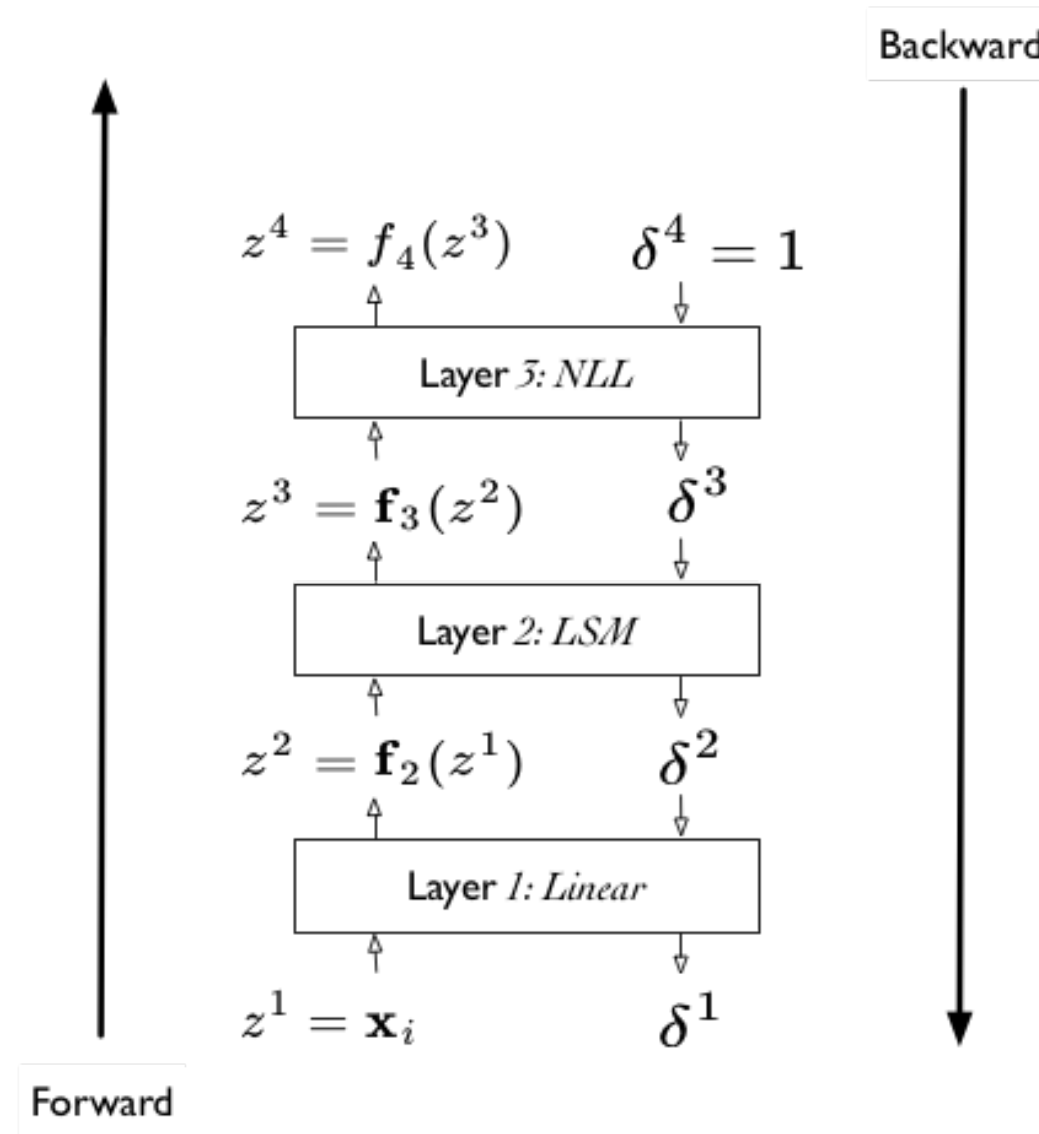 Backward
z^4 = f_4(z^3) δ^4 = 1
Layer 3: NLL
z^3 = f_3(z^2) δ^3
Layer 2: LSM
z^2 = f_2(z^1) δ^2
Layer 1: Linear
z^1 = x_i δ^1
Forward